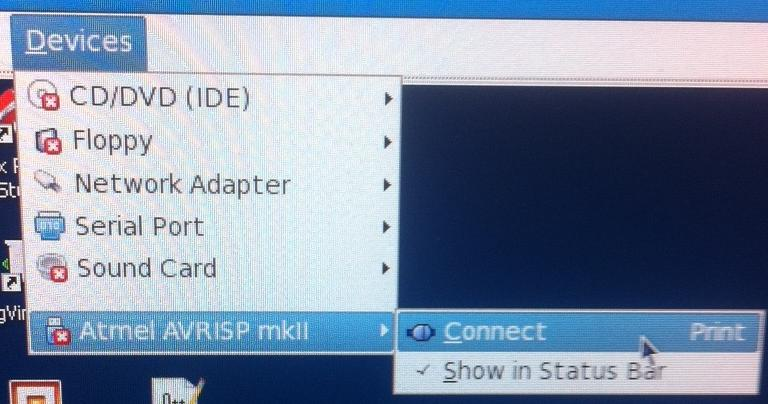 Devices
CD/DVD (IDE)
Floppy
Network Adapter
Serial Port
Sound Card
Atmel AVRISP mkII
Connect Print
Show in Status Bar